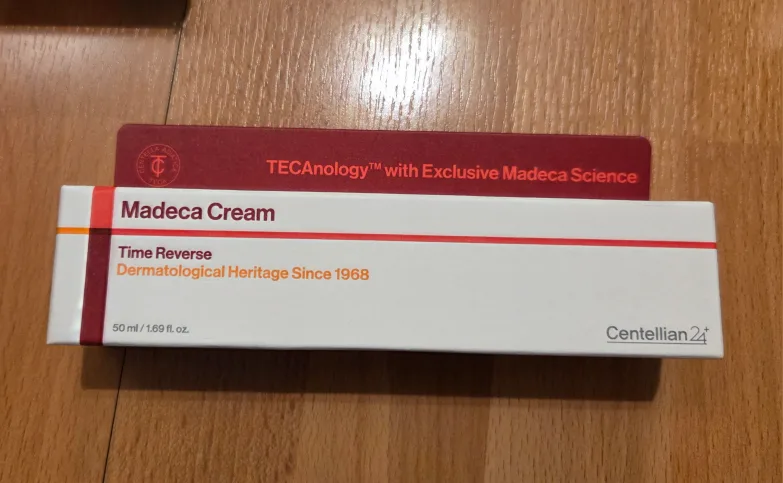 TECAnology™ with Exclusive Madeca Science
Madeca Cream
Time Reverse
Dermatological Heritage Since 1968
50 ml / 1.69 fl. oz.
Centellian24⁺